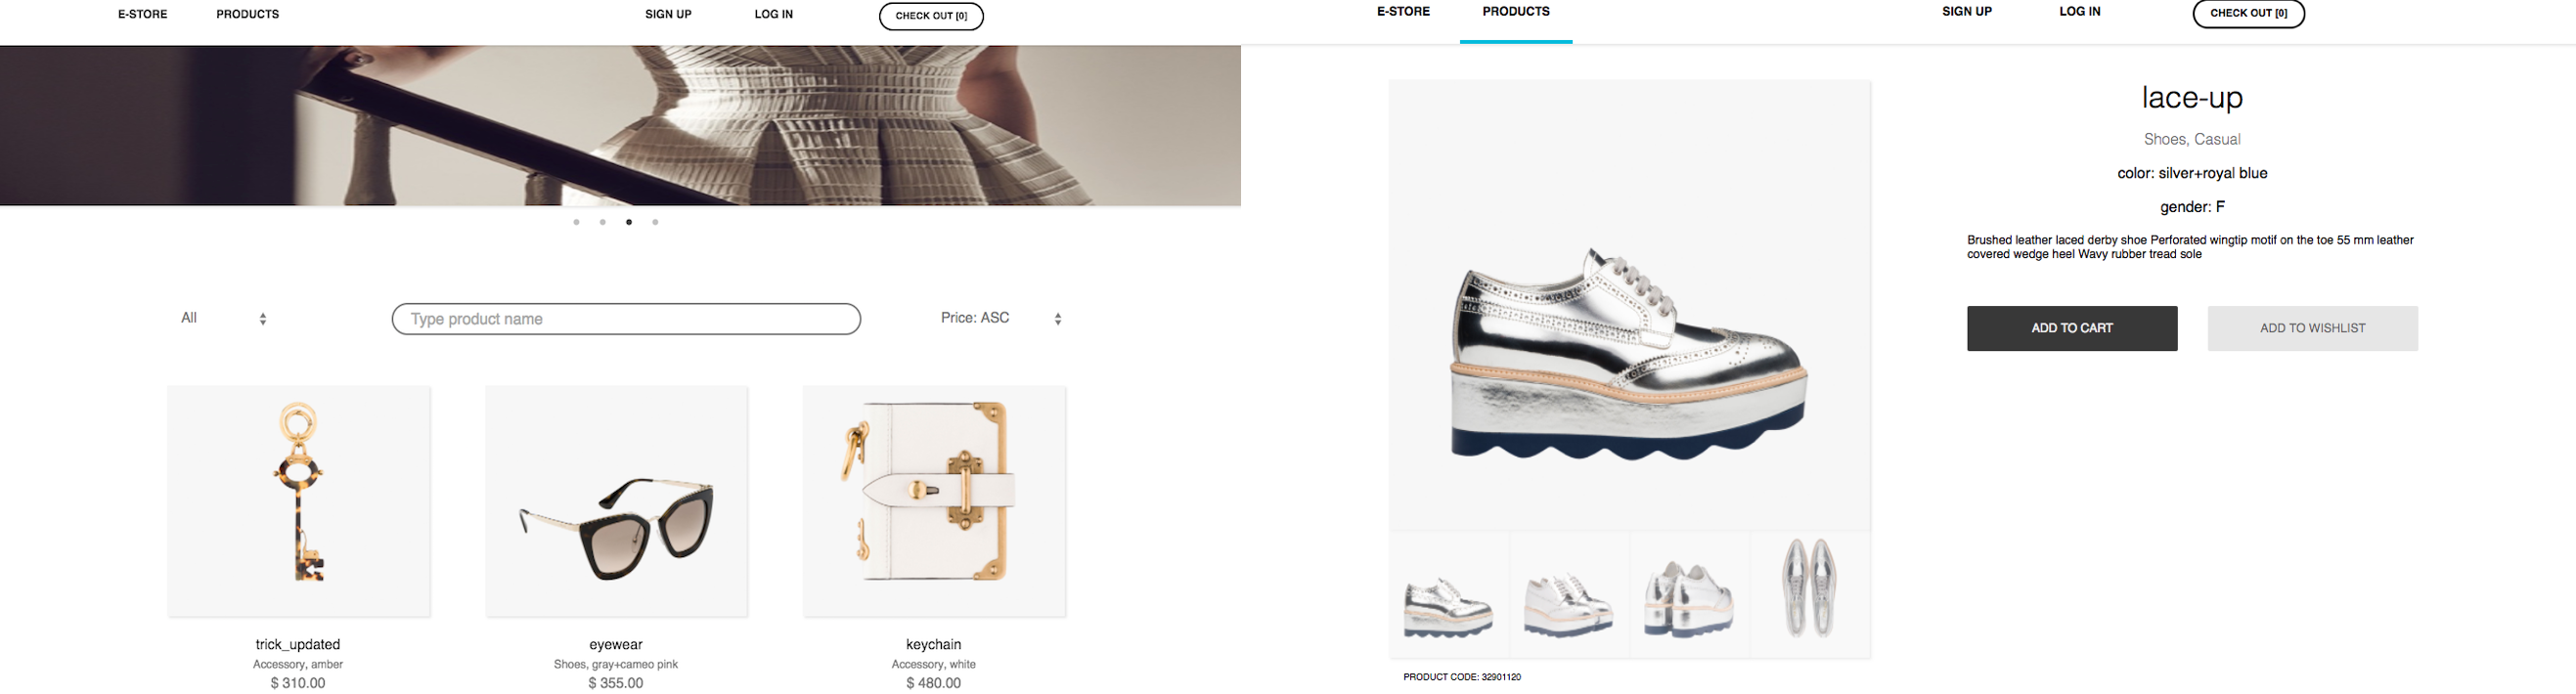 E-STORE
PRODUCTS
SIGN UP
LOG IN
CHECK OUT [0]
All
Type product name
Price: ASC
trick_updated
Accessory, amber
$ 310.00
eyewear
Shoes, gray+cameo pink
$ 355.00
keychain
Accessory, white
$ 480.00
E-STORE
PRODUCTS
SIGN UP
LOG IN
CHECK OUT [0]
lace-up
Shoes, Casual
color: silver+royal blue
gender: F
Brushed leather laced derby shoe Perforated wingtip motif on the toe 55 mm leather
covered wedge heel Wavy rubber tread sole
ADD TO CART
ADD TO WISHLIST
PRODUCT CODE: 32901120